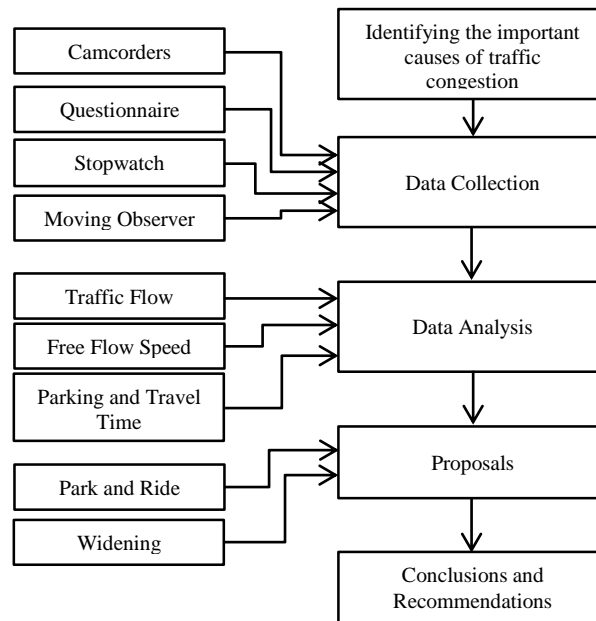 Identifying the important
causes of traffic
congestion
Camcorders
Questionnaire
Stopwatch
Moving Observer
Data Collection
Traffic Flow
Free Flow Speed
Parking and Travel
Time
Data Analysis
Park and Ride
Widening
Proposals
Conclusions and
Recommendations